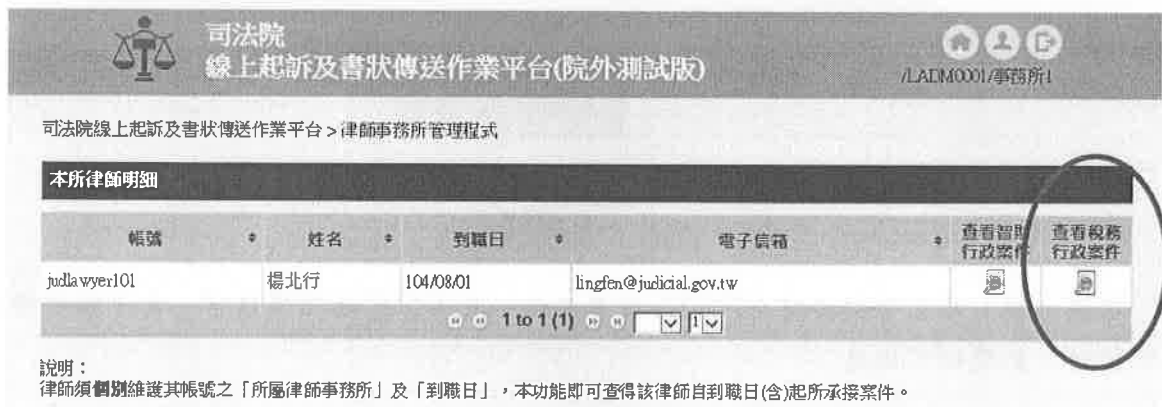 司法院
線上起訴及書狀傳送作業平台(院外測試版)
/LADM0001/事務所1
司法院線上起訴及書狀傳送作業平台 > 律師事務所管理程式
本所律師明細
帳號 姓名 到職日 電子信箱 查看智財行政案件 查看稅務行政案件
judlawyer101 楊北行 104/08/01 lingfen@judicial.gov.tw
1 to 1 (1) 1
說明：
律師須個別維護其帳號之「所屬律師事務所」及「到職日」，本功能即可查得該律師自到職日(含)起所承接案件。